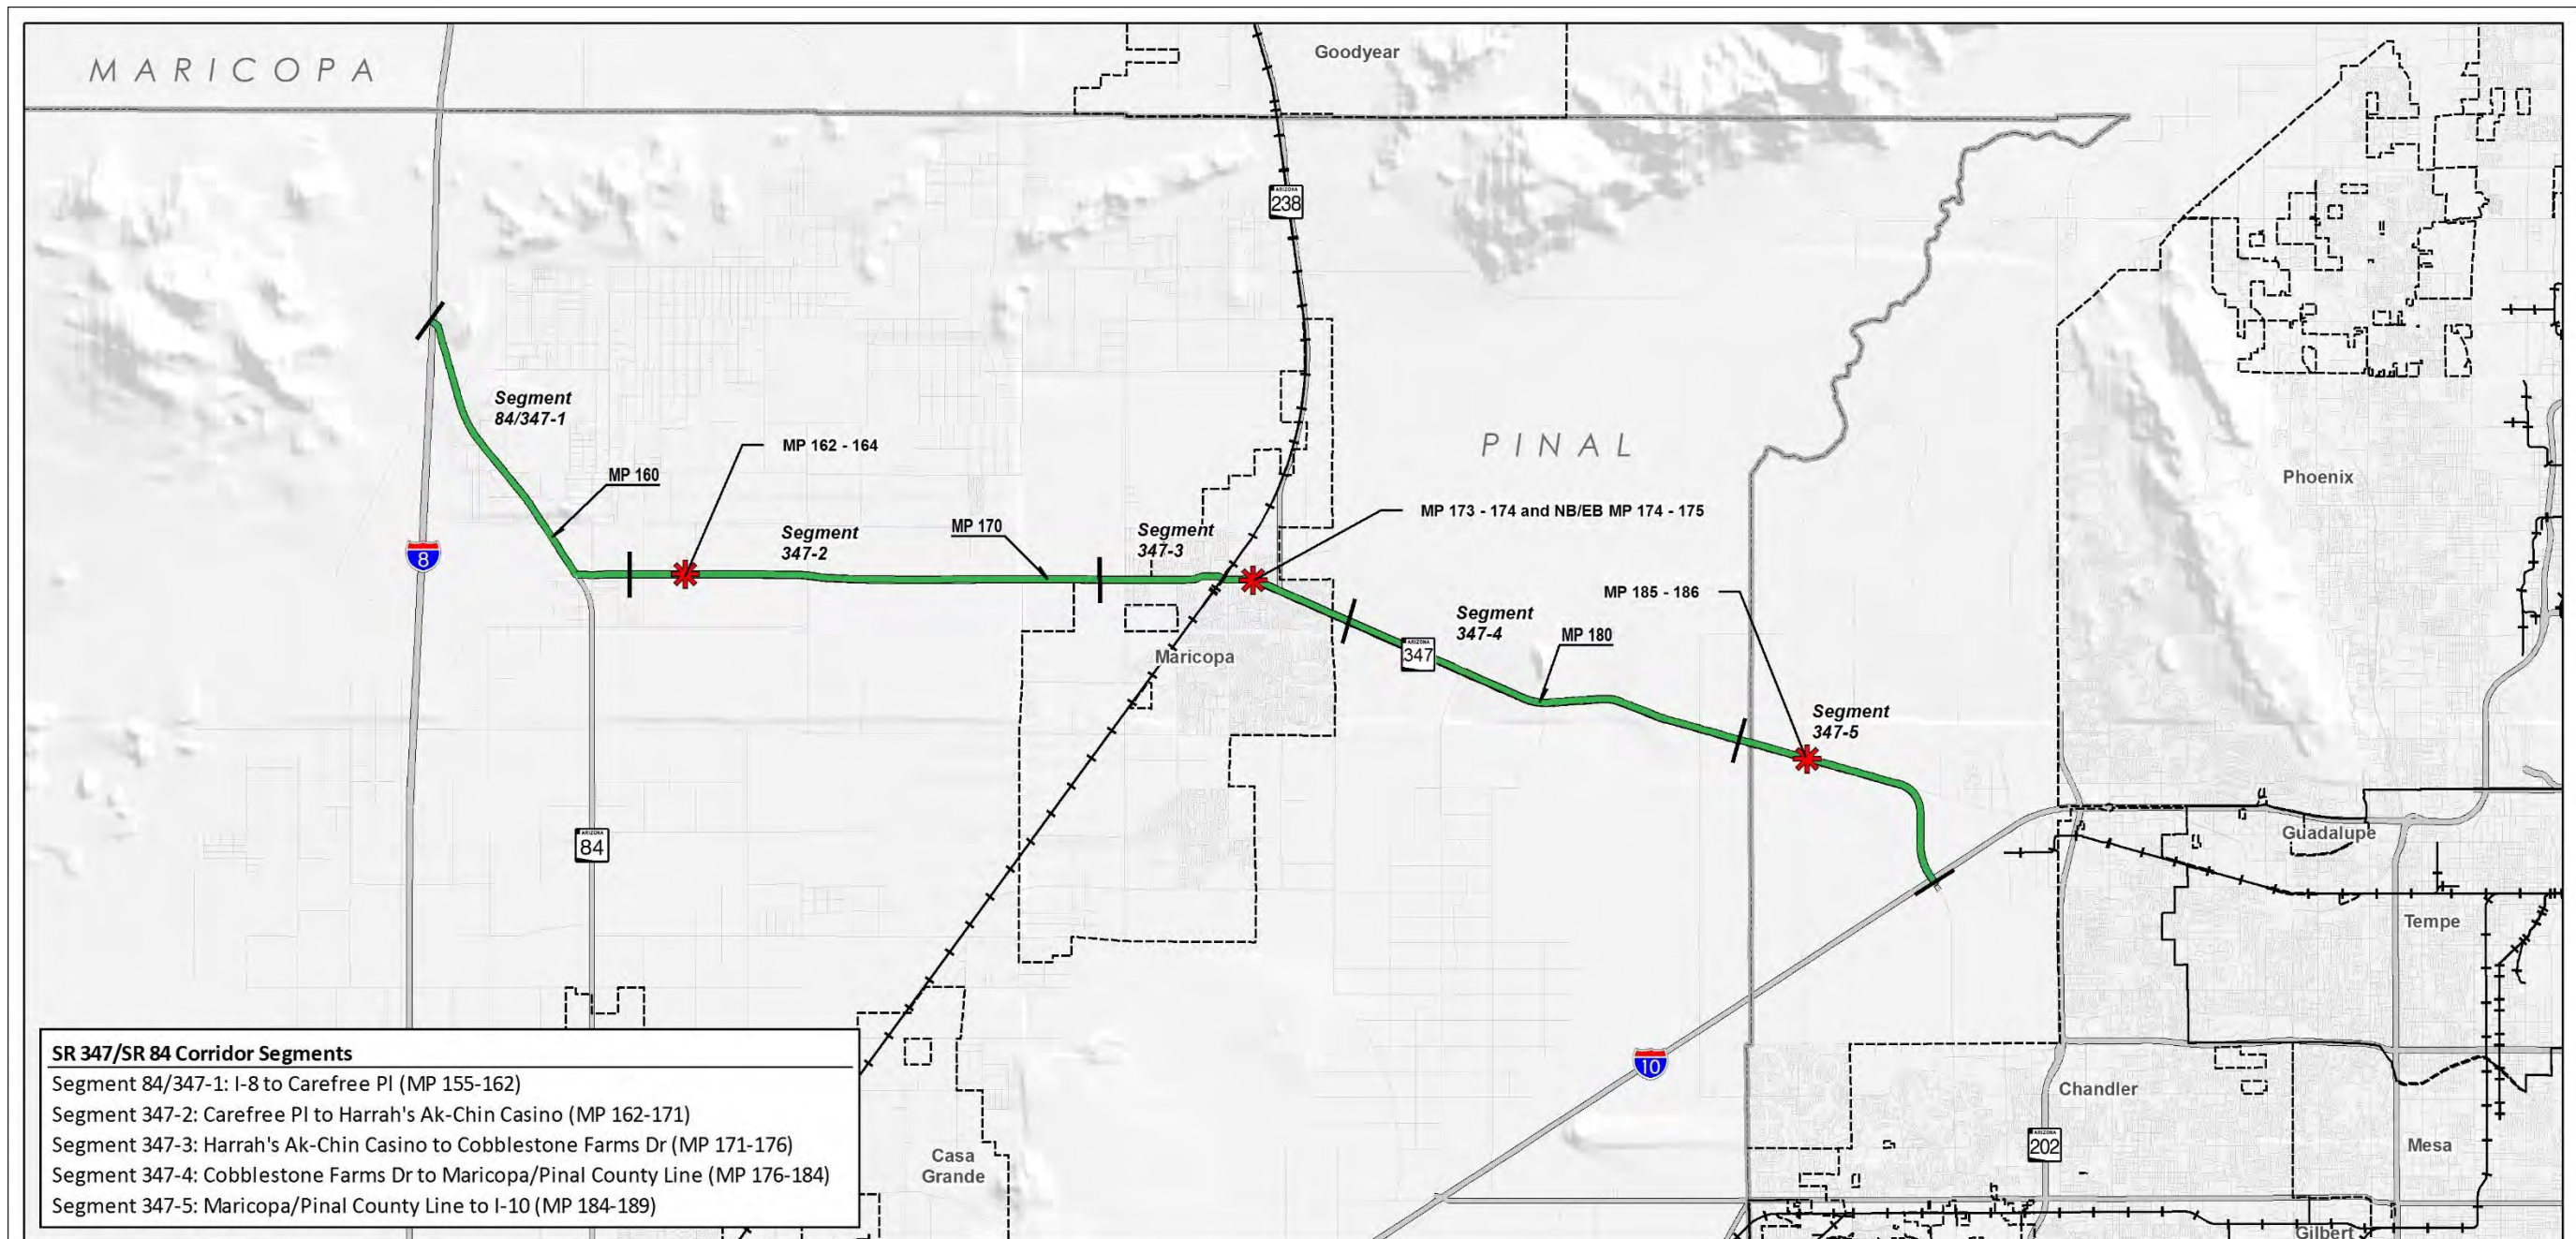 MARICOPA
Goodyear
ARIZONA
238
Segment
84/347-1
MP 162 - 164
PINAL
MP 160
Phoenix
MP 173 - 174 and NB/EB MP 174 - 175
Segment
347-2
MP 170
Segment
347-3
8
MP 185 - 186
Segment
347-4
MP 180
ARIZONA
347
Maricopa
Segment
347-5
ARIZONA
84
Guadalupe
Tempe
10
Chandler
ARIZONA
202
Mesa
Casa
Grande
Gilbert
SR 347/SR 84 Corridor Segments
Segment 84/347-1: I-8 to Carefree Pl (MP 155-162)
Segment 347-2: Carefree Pl to Harrah's Ak-Chin Casino (MP 162-171)
Segment 347-3: Harrah's Ak-Chin Casino to Cobblestone Farms Dr (MP 171-176)
Segment 347-4: Cobblestone Farms Dr to Maricopa/Pinal County Line (MP 176-184)
Segment 347-5: Maricopa/Pinal County Line to I-10 (MP 184-189)